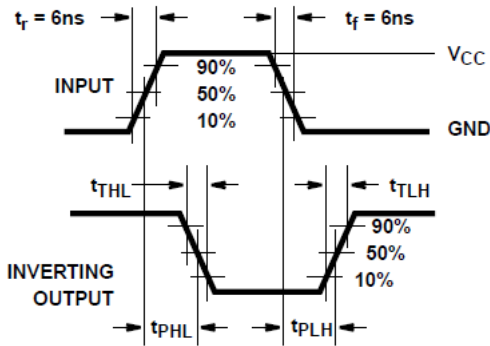 tr = 6ns
tf = 6ns
VCC
90%
INPUT
50%
10%
GND
tTHL
tTLH
90%
50%
INVERTING
OUTPUT
10%
tPHL
tPLH